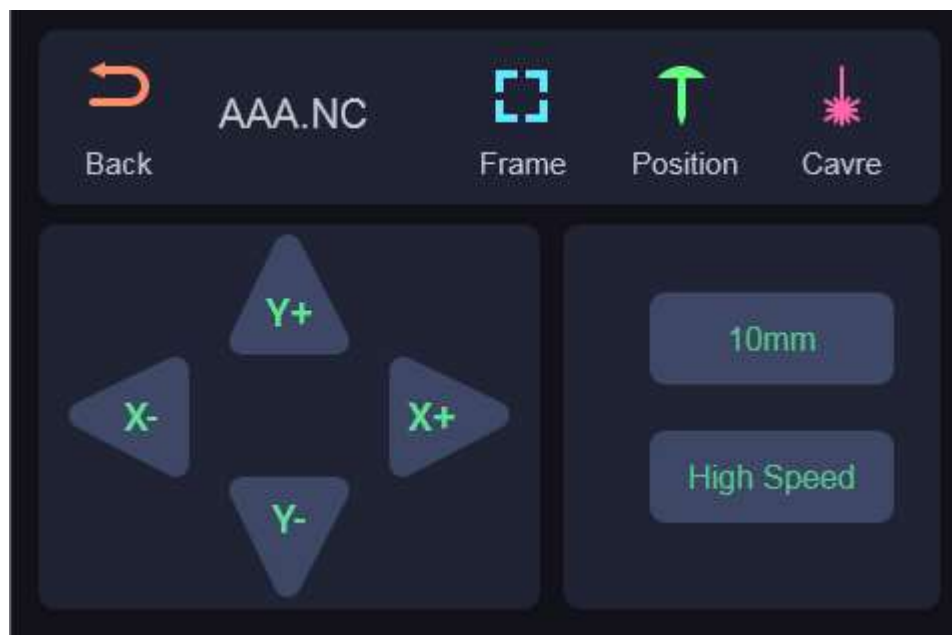 AAA.NC
Back
Frame
Position
Cavre
Y+
X-
X+
Y-
10mm
High Speed